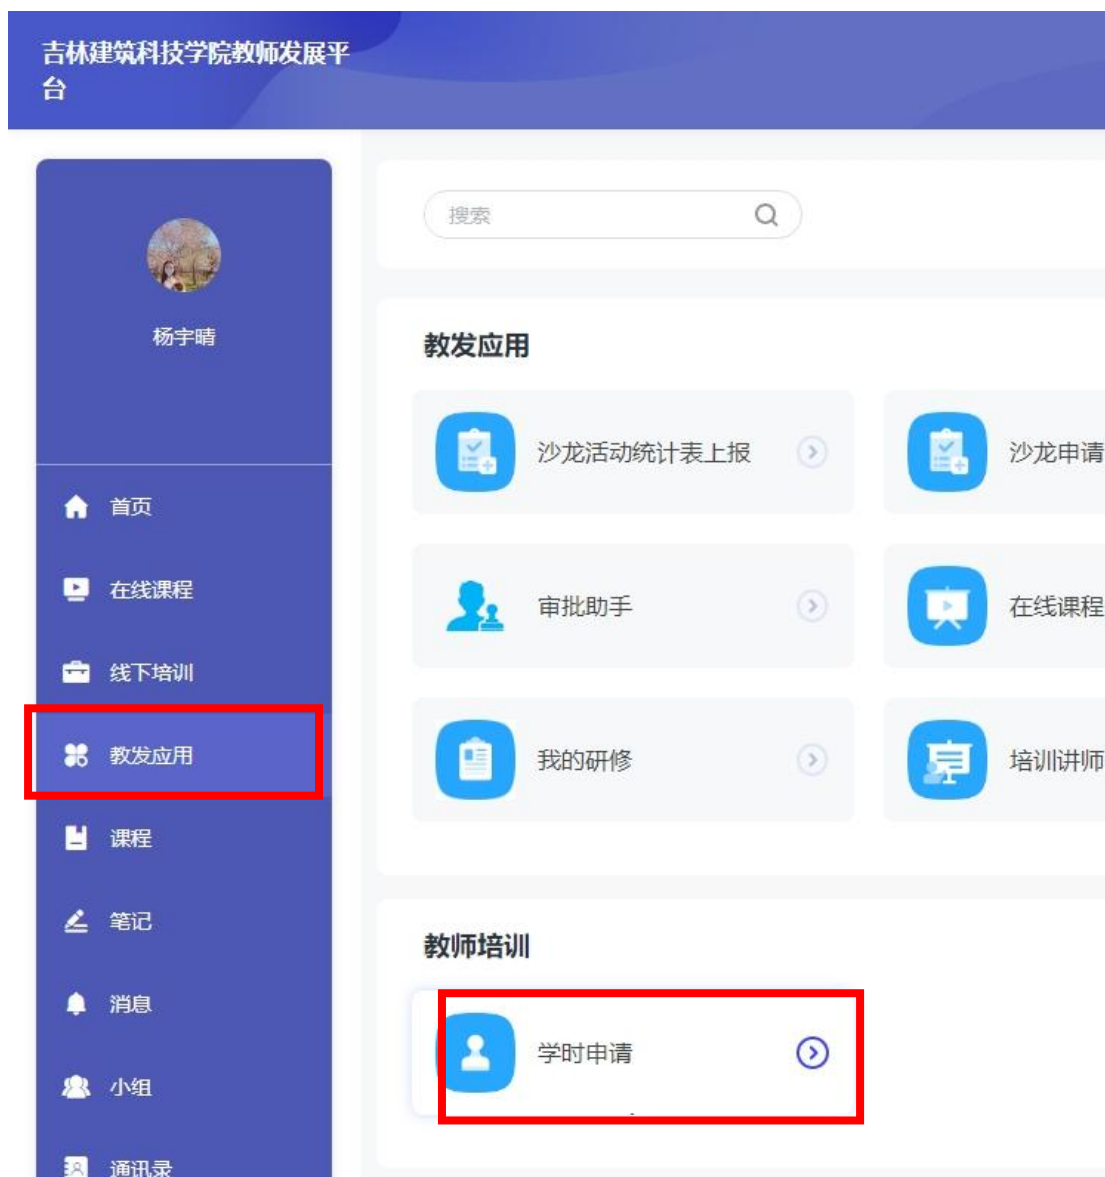 吉林建筑科技学院教师发展平
台
杨宇晴
首页
在线课程
线下培训
教发应用
课程
笔记
消息
小组
通讯录
搜索
教发应用
沙龙活动统计表上报
沙龙申请
审批助手
在线课程
我的研修
培训讲师
教师培训
学时申请